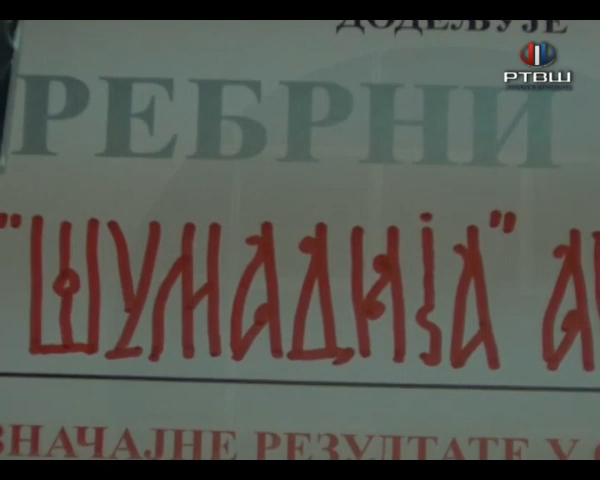 ДОДЕЉУЈЕ
РТВШ
РЕБРНИ
"ШУМАДИЈА" А
ЗНАЧАЈНЕ РЕЗУЛТАТЕ У